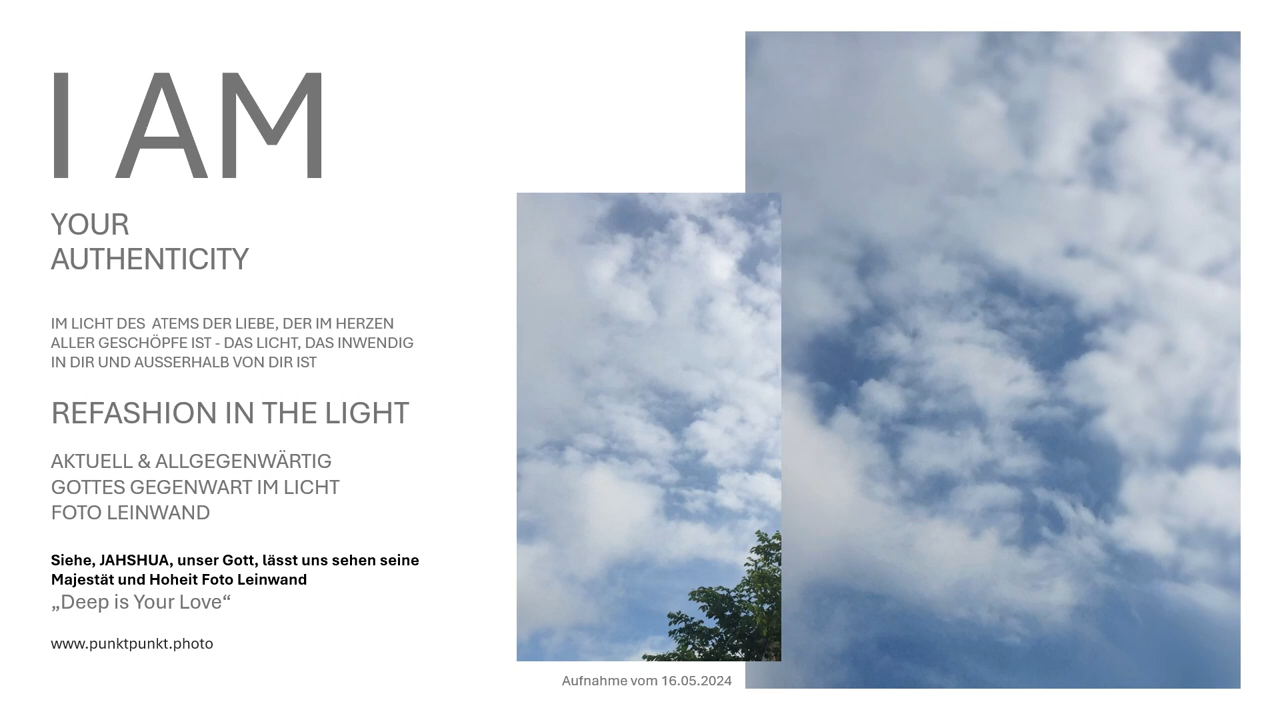 I AM
YOUR
AUTHENTICITY
IM LICHT DES  ATEMS DER LIEBE, DER IM HERZEN
ALLER GESCHÖPFE IST - DAS LICHT, DAS INWENDIG
IN DIR UND AUSSERHALB VON DIR IST
REFASHION IN THE LIGHT
AKTUELL & ALLGEGENWÄRTIG
GOTTES GEGENWART IM LICHT
FOTO LEINWAND
Siehe, JAHSHUA, unser Gott, lässt uns sehen seine
Majestät und Hoheit Foto Leinwand
„Deep is Your Love“
www.punktpunkt.photo
Aufnahme vom 16.05.2024